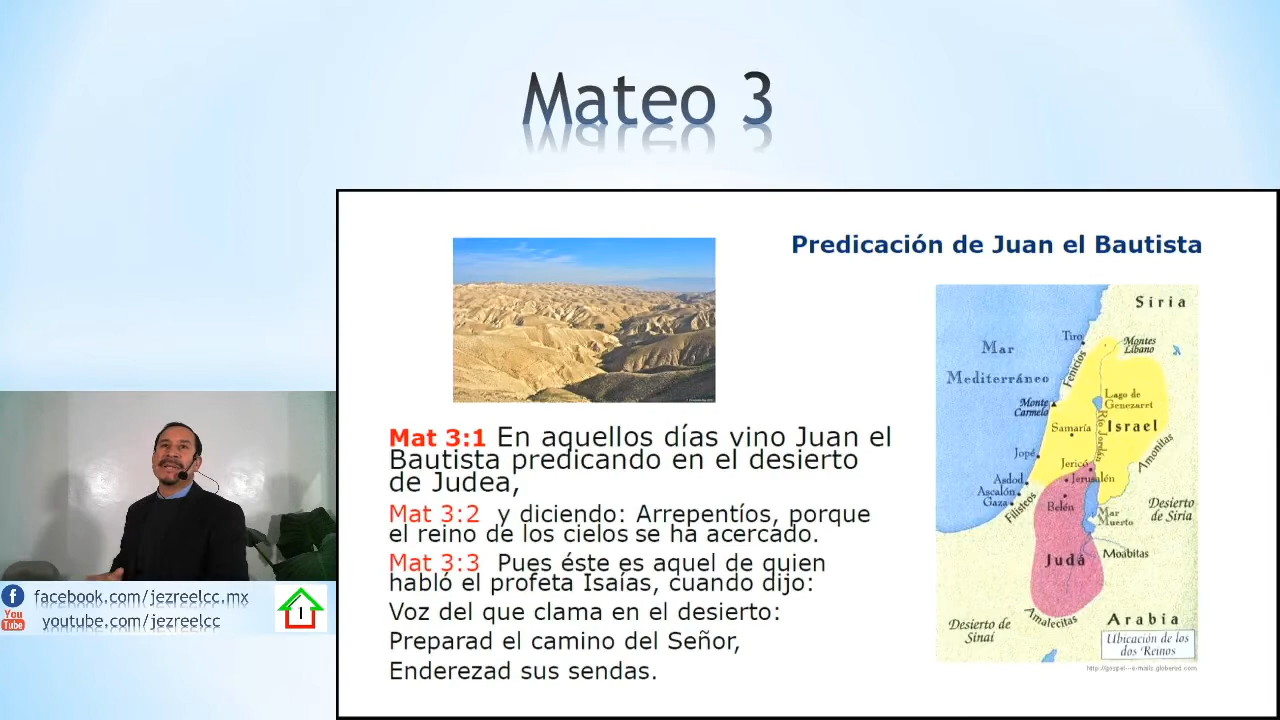 Mateo 3
Predicación de Juan el Bautista
Mat 3:1 En aquellos días vino Juan el
Bautista predicando en el desierto
de Judea,
Mat 3:2 y diciendo: Arrepentíos, porque
el reino de los cielos se ha acercado.
Mat 3:3 Pues éste es aquel de quien
habló el profeta Isaías, cuando dijo:
Voz del que clama en el desierto:
Preparad el camino del Señor,
Enderezad sus sendas.
Siria
Tiro
Montes
Líbano
Mar
Mediterráneo
Fenicios
Monte
Carmelo
Lago de
Genezaret
Río Jordán
Samaría
Israel
Amonitas
Jopé
Jericó
Jerusalén
Asdod
Ascalón
Gaza
Filisteos
Belén
Mar
Muerto
Desierto
de Siria
Judá
Moabitas
Amalecitas
Arabia
Desierto de
Sinaí
Ubicación de los
dos Reinos
facebook.com/jezreelcc.mx
You
Tube
youtube.com/jezreelcc